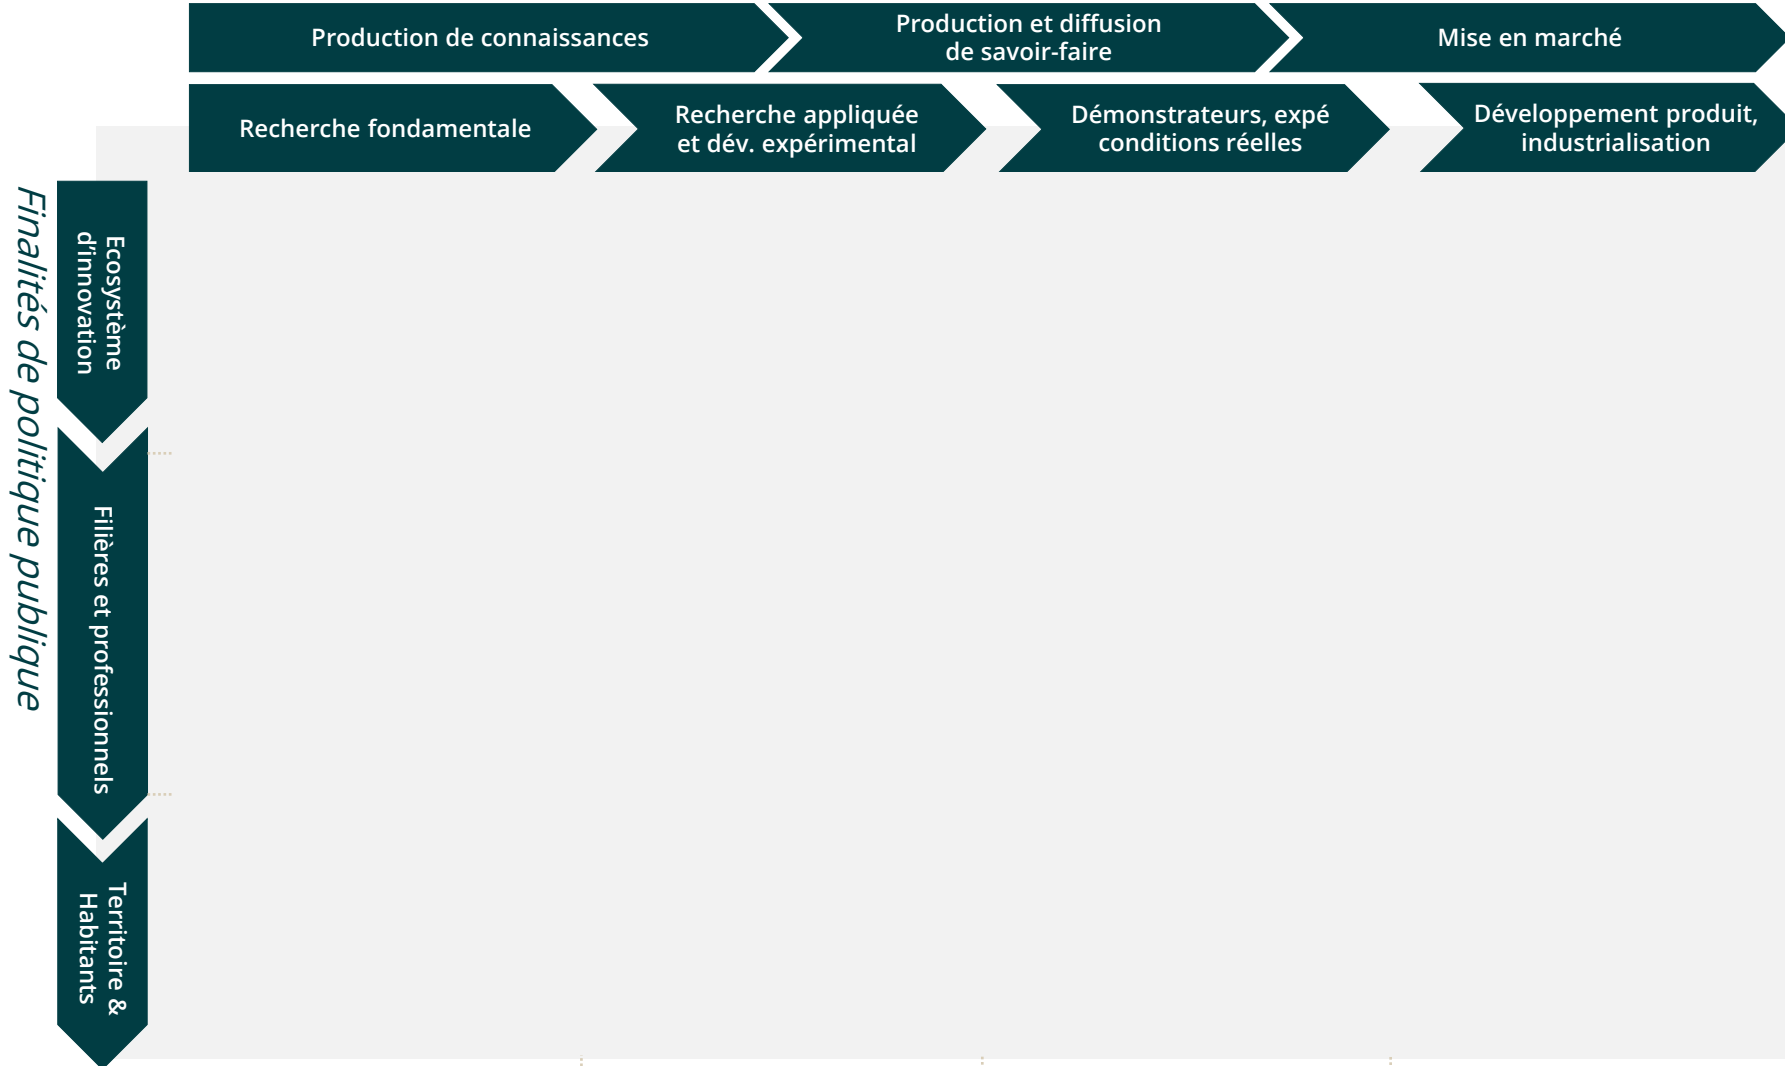 Production de connaissances
Production et diffusion
de savoir-faire
Mise en marché
Recherche fondamentale
Recherche appliquée
et dév. expérimental
Démonstrateurs, expé
conditions réelles
Développement produit,
industrialisation
Finalités de politique publique
Ecosystème
d'innovation
Filières et professionnels
Territoire &
Habitants